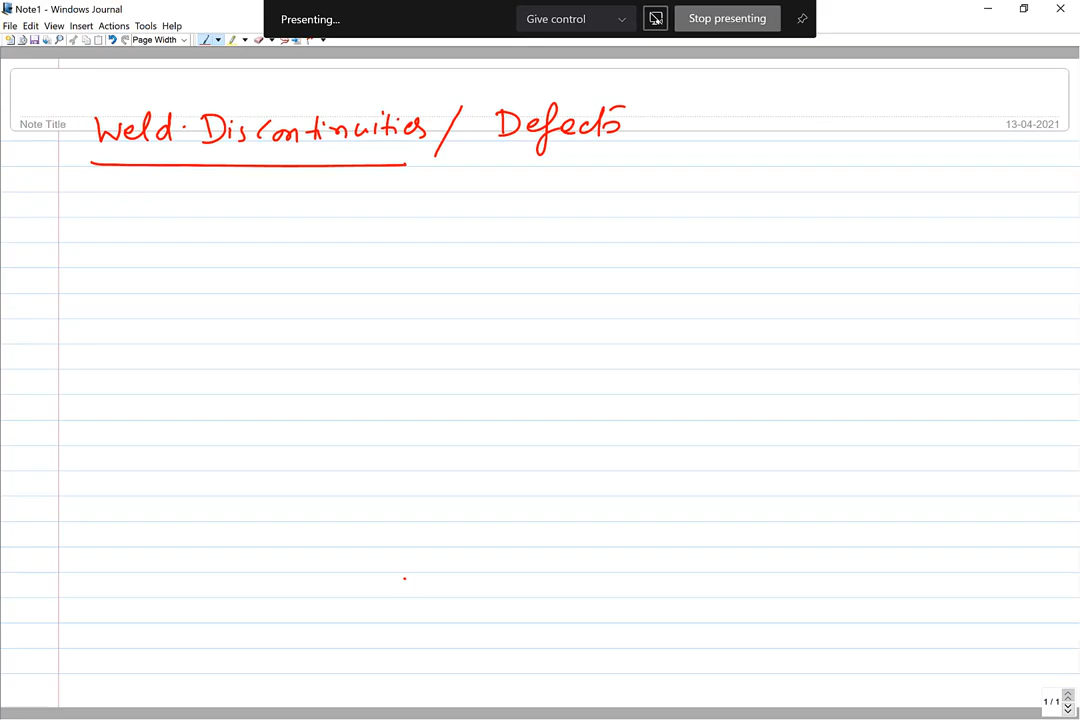 Note1 - Windows Journal
Presenting...
Give control
Stop presenting
File Edit View Insert Actions Tools Help
Page Width
Weld. Discontinuities / Defects
Note Title
13-04-2021
1 / 1